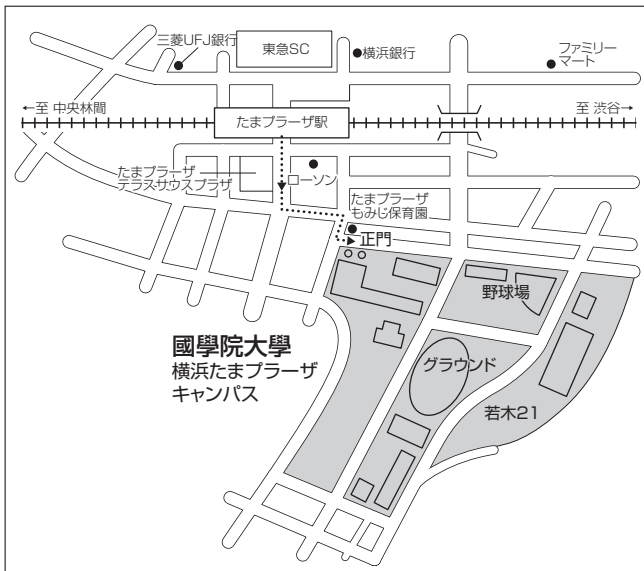 三菱UFJ銀行
東急SC
横浜銀行
ファミリー
マート
←至 中央林間
たまプラーザ駅
至 渋谷→
たまプラーザ
テラスサウスプラザ
ローソン
たまプラーザ
もみじ保育園
正門
野球場
國學院大學
横浜たまプラーザ
キャンパス
グラウンド
若木21